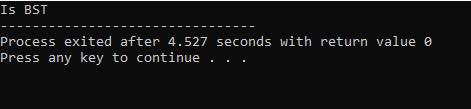 Is BST
--------------------------------
Process exited after 4.527 seconds with return value 0
Press any key to continue . . .